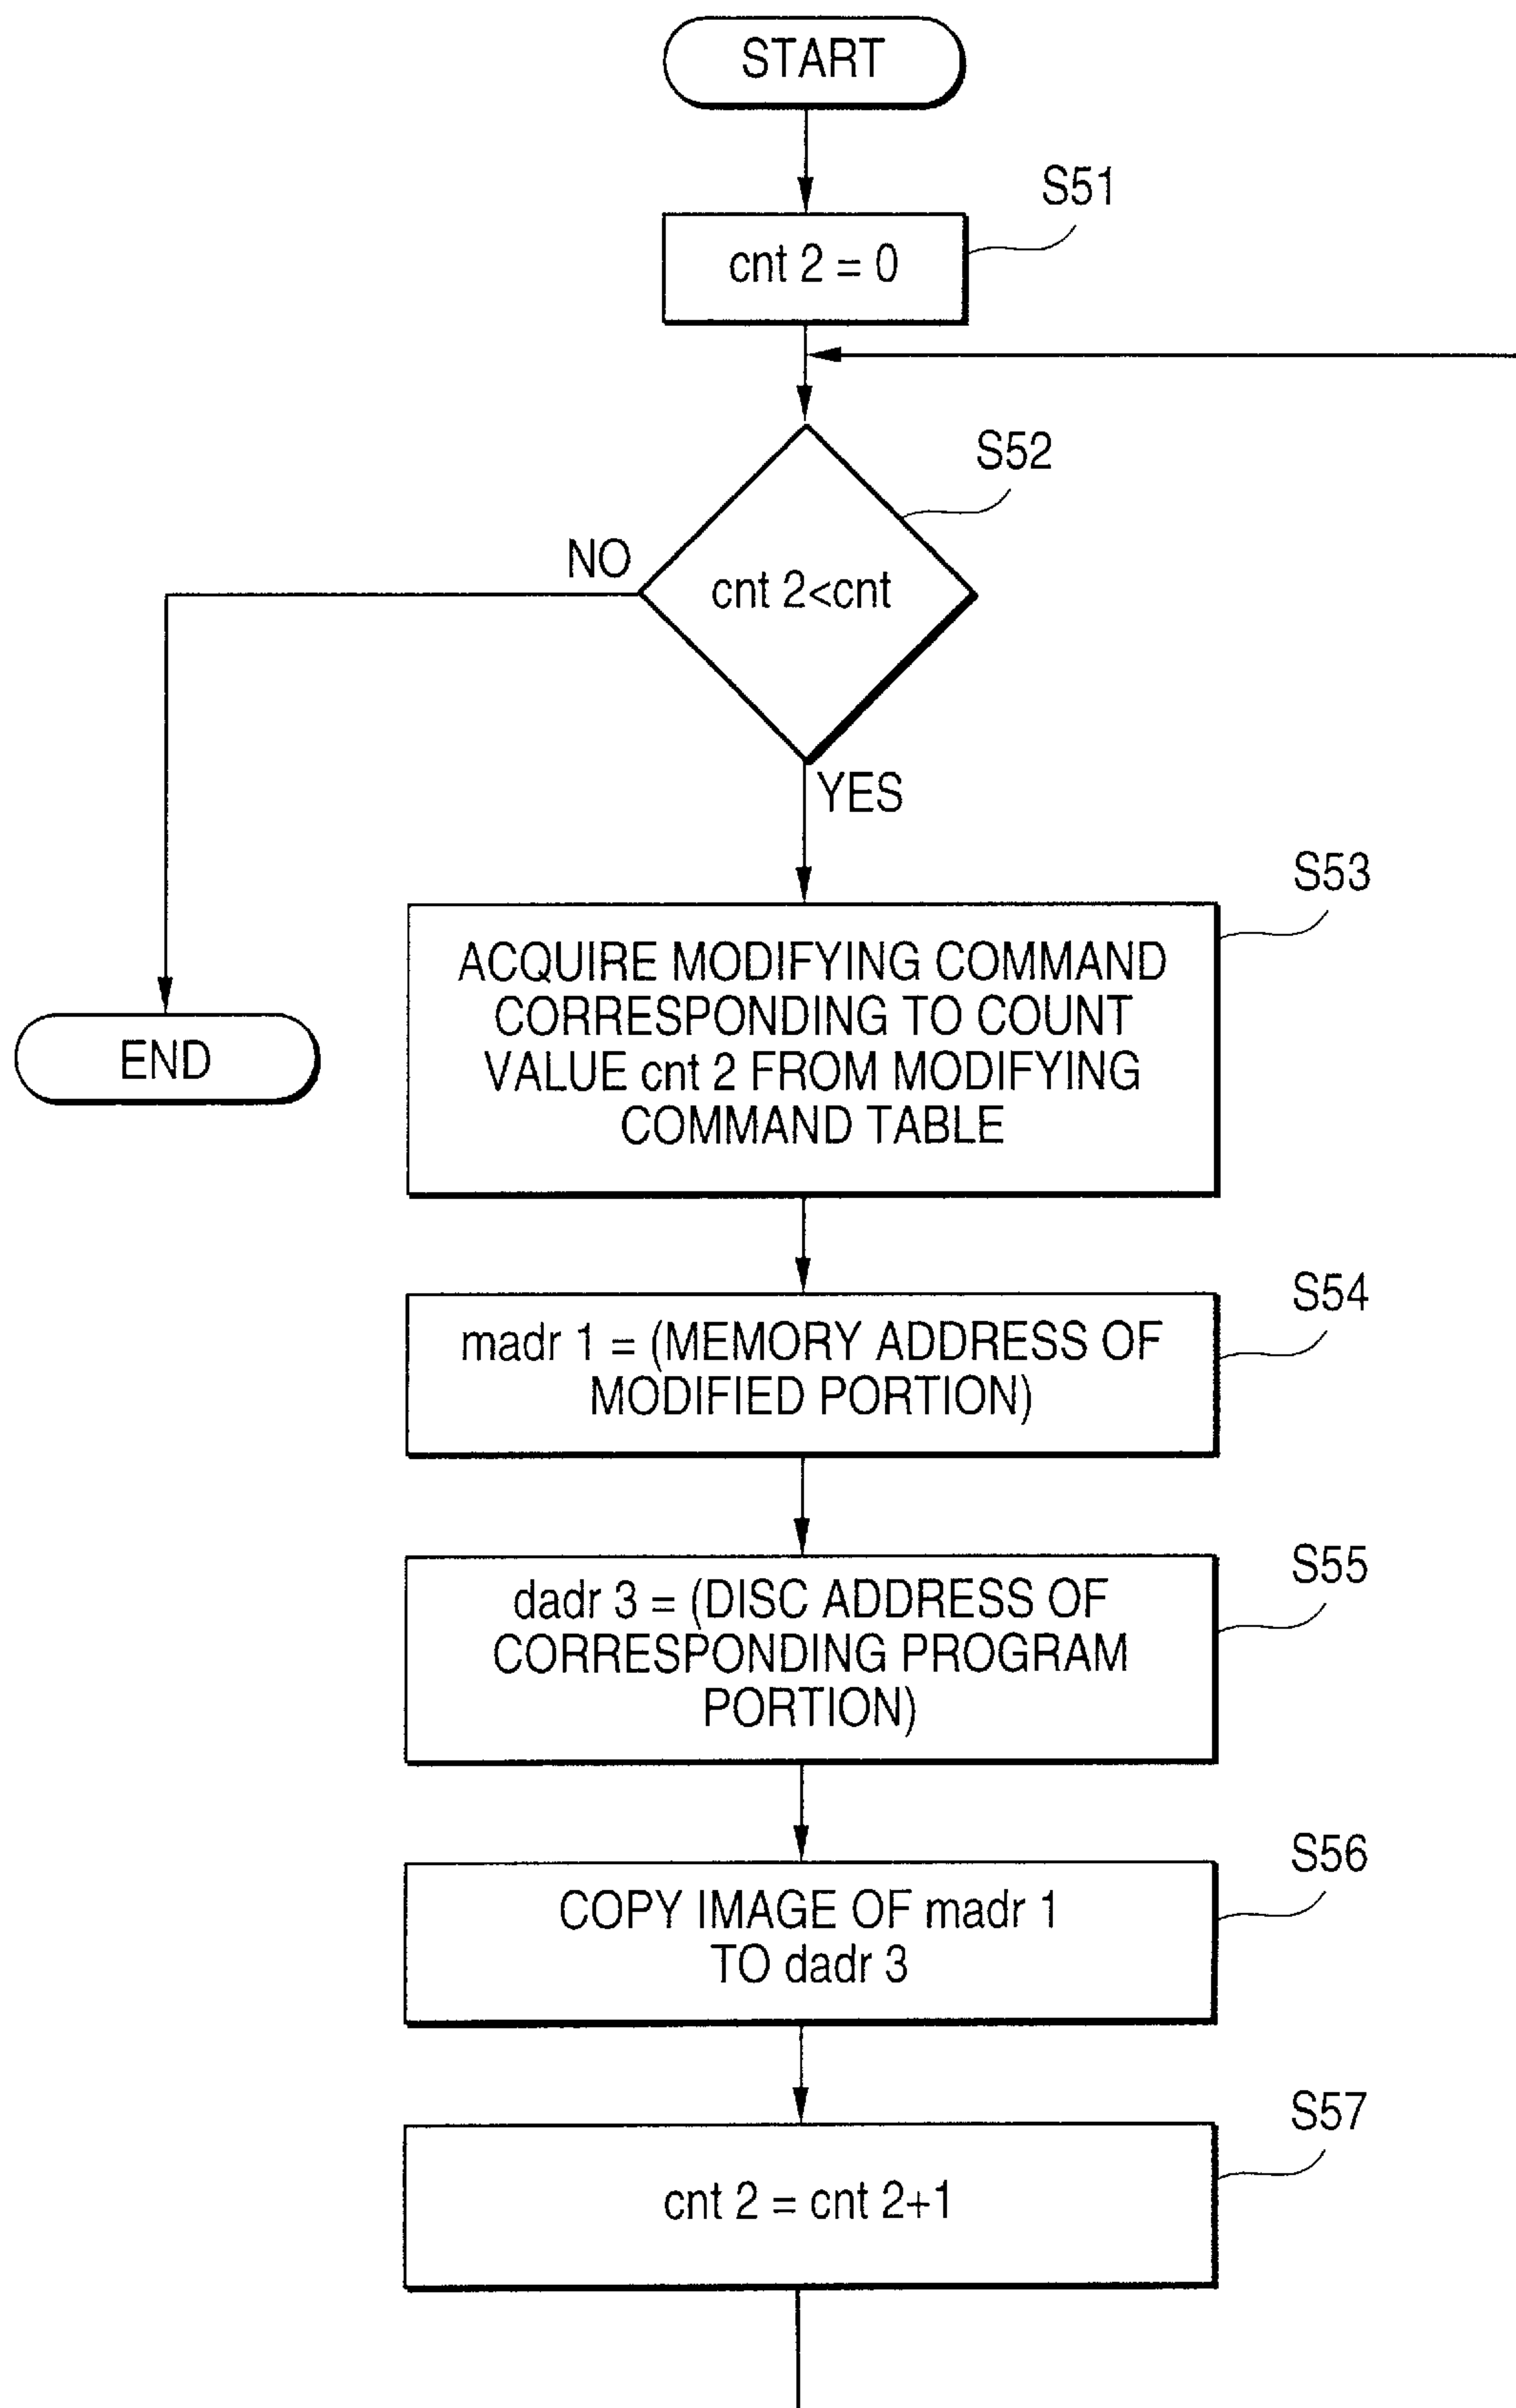 START
S51
cnt 2 = 0
S52
NO
cnt 2<cnt
YES
S53
ACQUIRE MODIFYING COMMAND
CORRESPONDING TO COUNT
VALUE cnt 2 FROM MODIFYING
COMMAND TABLE
END
S54
madr 1 = (MEMORY ADDRESS OF
MODIFIED PORTION)
S55
dadr 3 = (DISC ADDRESS OF
CORRESPONDING PROGRAM
PORTION)
S56
COPY IMAGE OF madr 1
TO dadr 3
S57
cnt 2 = cnt 2+1